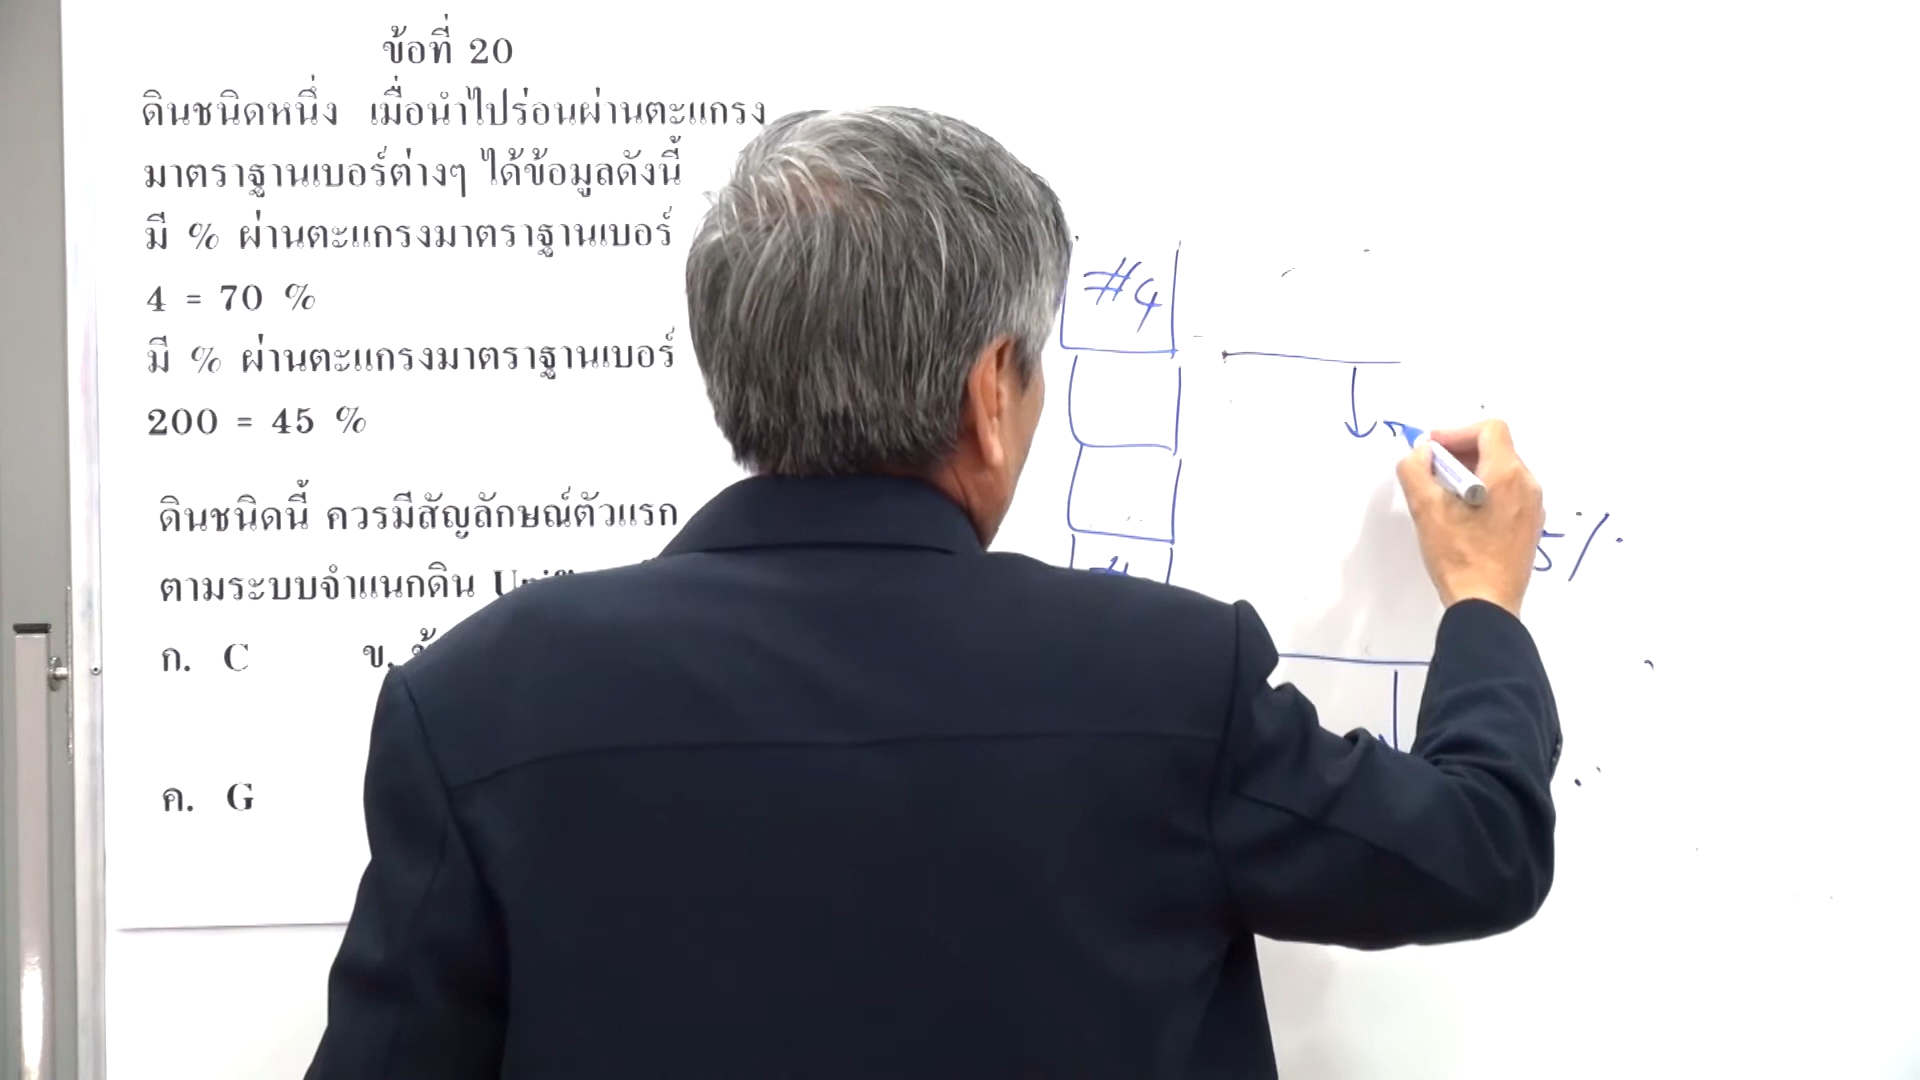 ข้อที่ 20
ดินชนิดหนึ่ง เมื่อนำไปร่อนผ่านตะแกรง
มาตราฐานเบอร์ต่างๆ ได้ข้อมูลดังนี้
มี % ผ่านตะแกรงมาตราฐานเบอร์
4 = 70 %
มี % ผ่านตะแกรงมาตราฐานเบอร์
200 = 45 %
ดินชนิดนี้ ควรมีสัญลักษณ์ตัวแรก
ตามระบบจำแนกดิน
ก. C ข.
ค. G
#4
5 %